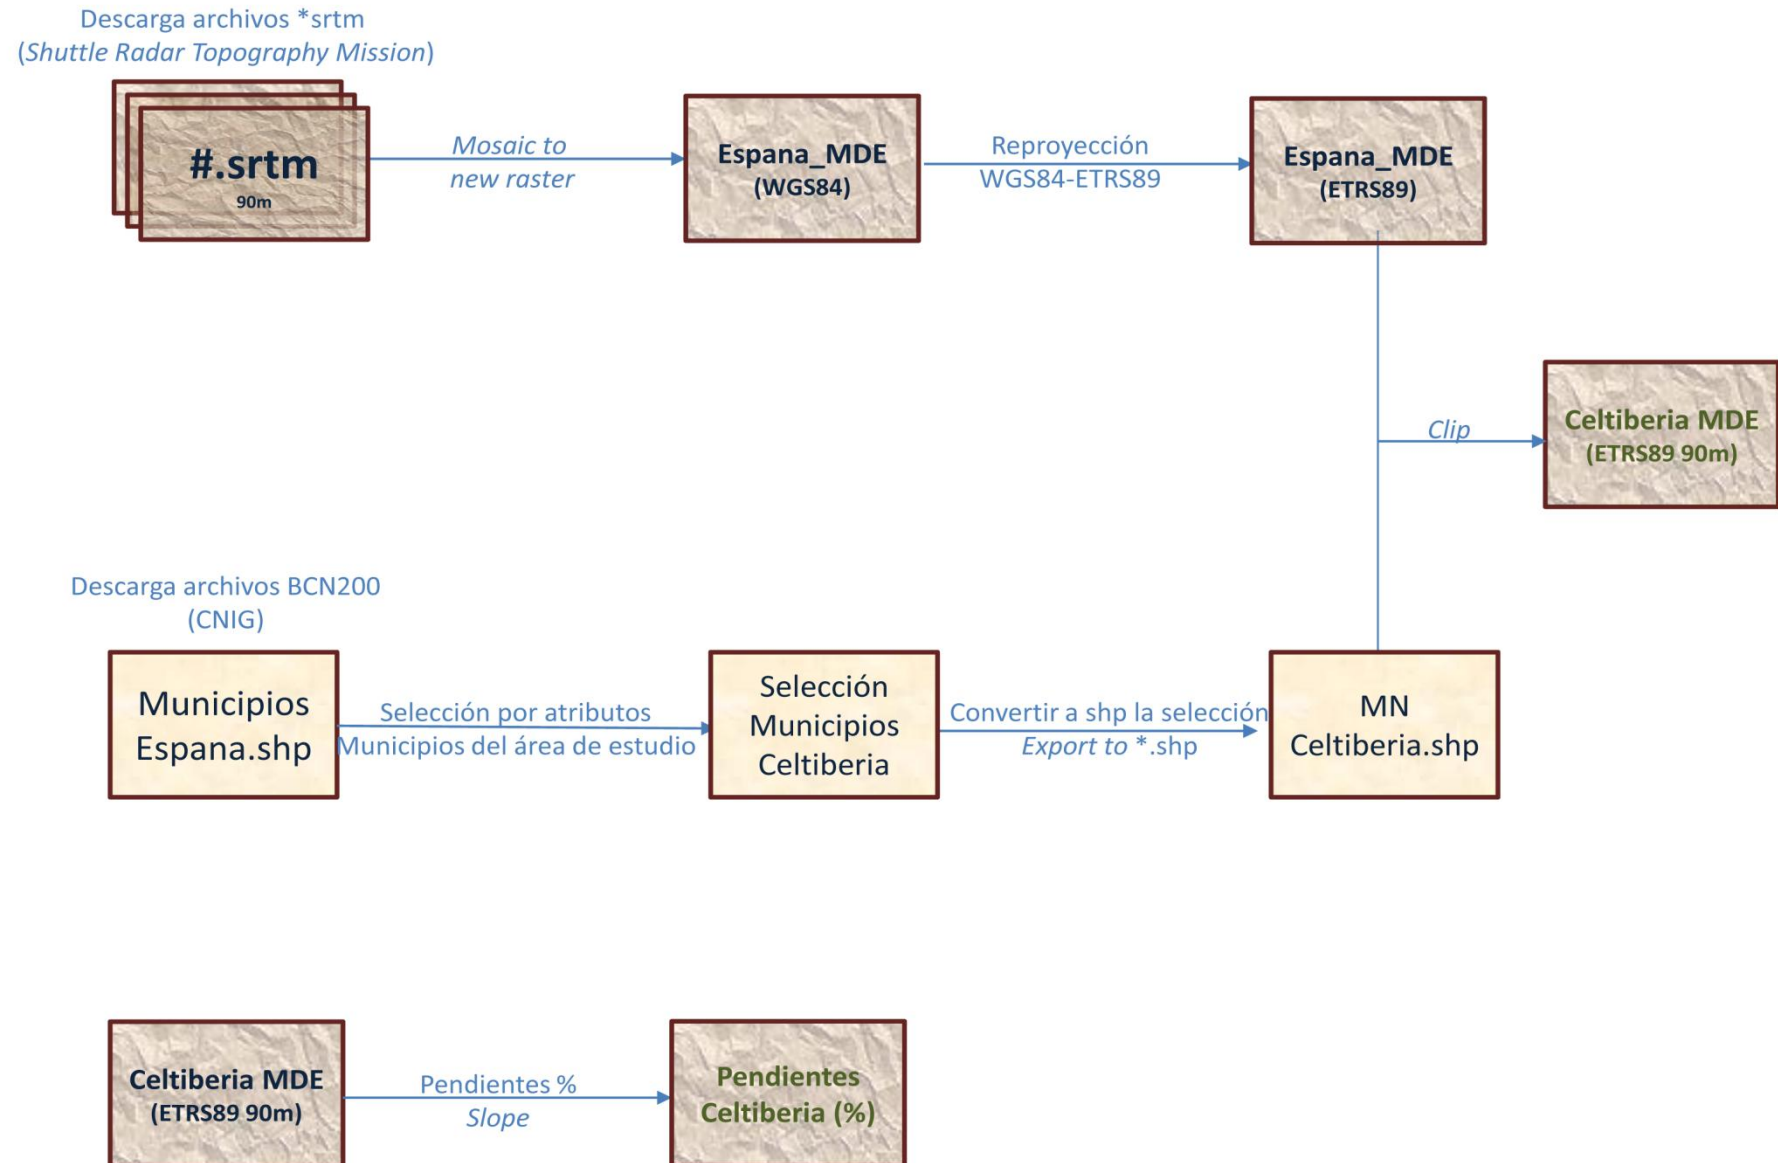 Descarga archivos *srtm
(Shuttle Radar Topography Mission)
#.srtm
90m
Mosaic to
new raster
Espana_MDE
(WGS84)
Reproyección
WGS84-ETRS89
Espana_MDE
(ETRS89)
Clip
Celtiberia MDE
(ETRS89 90m)
Descarga archivos BCN200
(CNIG)
Municipios
Espana.shp
Selección por atributos
Municipios del área de estudio
Selección
Municipios
Celtiberia
Convertir a shp la selección
Export to *.shp
MN
Celtiberia.shp
Celtiberia MDE
(ETRS89 90m)
Pendientes %
Slope
Pendientes
Celtiberia (%)